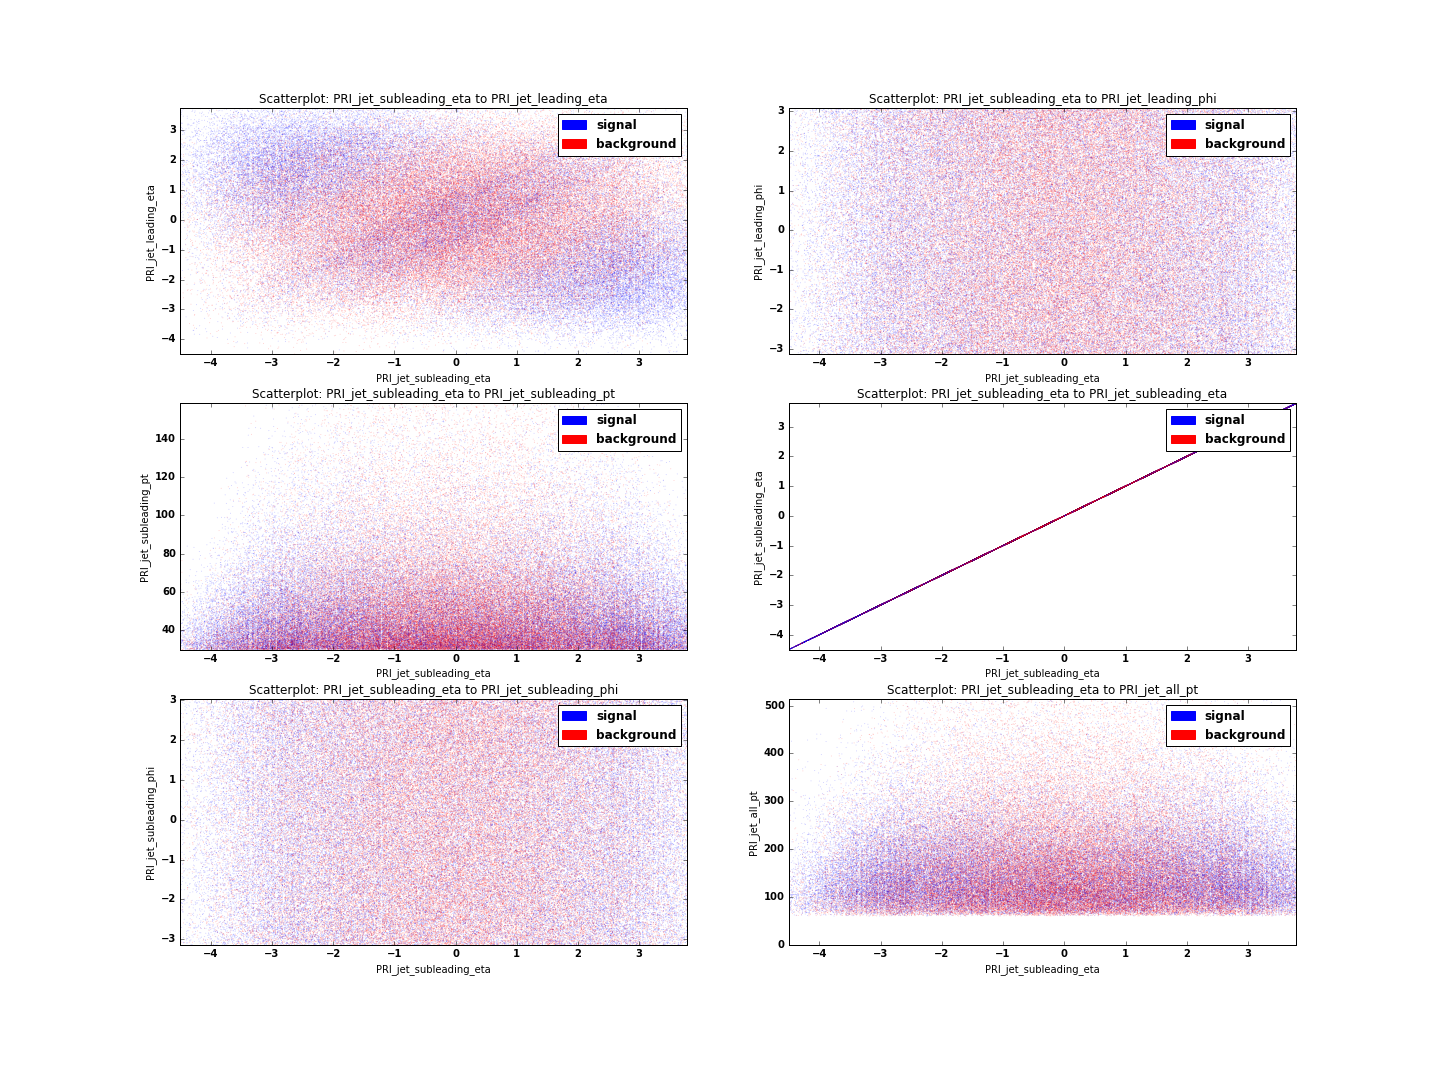 Scatterplot: PRI_jet_subleading_eta to PRI_jet_leading_eta
signal
background
3
2
1
0
−1
−2
−3
−4
PRI_jet_leading_eta
−4 −3 −2 −1 0 1 2 3
PRI_jet_subleading_eta
Scatterplot: PRI_jet_subleading_eta to PRI_jet_leading_phi
signal
background
3
2
1
0
−1
−2
−3
PRI_jet_leading_phi
−4 −3 −2 −1 0 1 2 3
PRI_jet_subleading_eta
Scatterplot: PRI_jet_subleading_eta to PRI_jet_subleading_pt
signal
background
140
120
100
80
60
40
PRI_jet_subleading_pt
−4 −3 −2 −1 0 1 2 3
PRI_jet_subleading_eta
Scatterplot: PRI_jet_subleading_eta to PRI_jet_subleading_eta
signal
background
3
2
1
0
−1
−2
−3
−4
PRI_jet_subleading_eta
−4 −3 −2 −1 0 1 2 3
PRI_jet_subleading_eta
Scatterplot: PRI_jet_subleading_eta to PRI_jet_subleading_phi
signal
background
3
2
1
0
−1
−2
−3
PRI_jet_subleading_phi
−4 −3 −2 −1 0 1 2 3
PRI_jet_subleading_eta
Scatterplot: PRI_jet_subleading_eta to PRI_jet_all_pt
signal
background
500
400
300
200
100
0
PRI_jet_all_pt
−4 −3 −2 −1 0 1 2 3
PRI_jet_subleading_eta